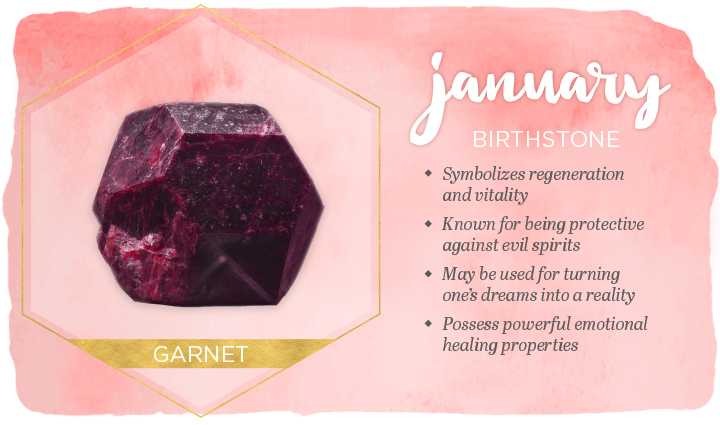 january
BIRTHSTONE
Symbolizes regeneration
and vitality
Known for being protective
against evil spirits
May be used for turning
one's dreams into a reality
Possess powerful emotional
healing properties
GARNET